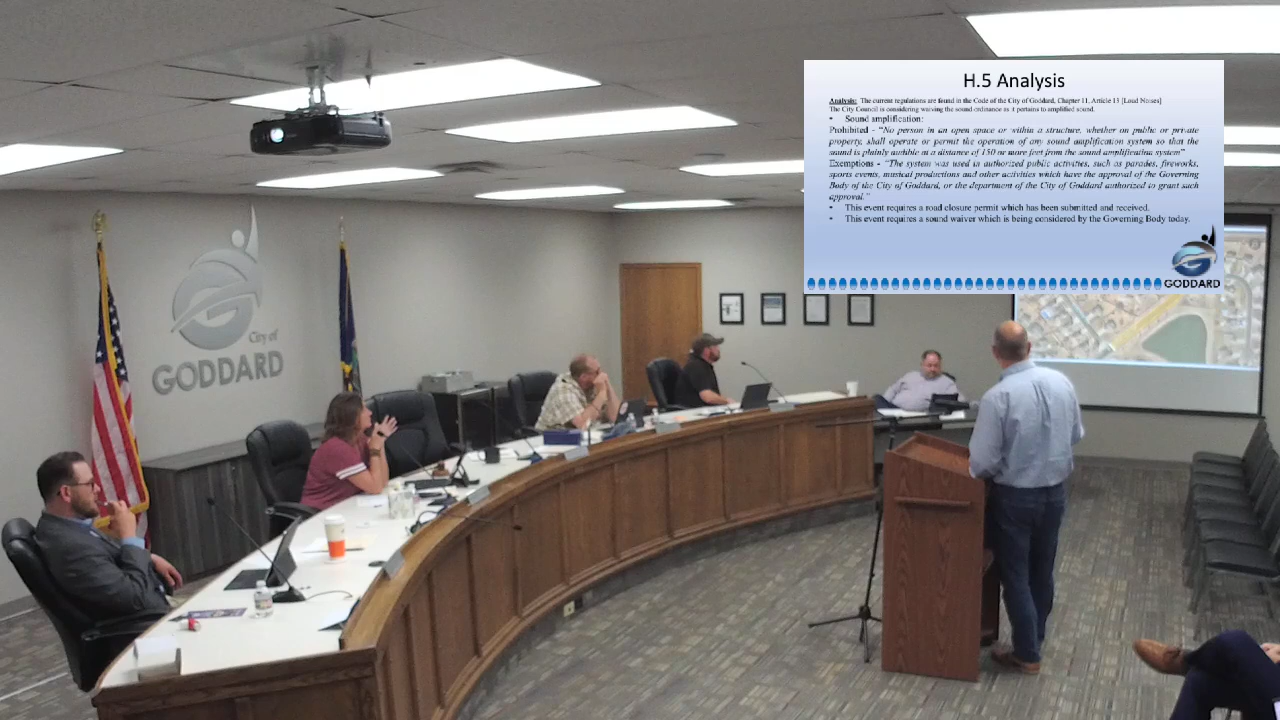 H.5 Analysis
Analysis: The current regulations are found in the Code of the City of Goddard, Chapter 11, Article 13 [Loud Noises]
The City Council is considering waiving the sound ordinance as it pertains to amplified sound.
• Sound amplification:
Prohibited - "No person in an open space or within a structure, whether on public or private
property, shall operate or permit the operation of any sound amplification system so that the
sound is plainly audible at a distance of 150 or more feet from the sound amplification system"
Exemptions - "The system was used in authorized public activities, such as parades, fireworks,
sports events, musical productions and other activities which have the approval of the Governing
Body of the City of Goddard, or the department of the City of Goddard authorized to grant such
approval."
• This event requires a road closure permit which has been submitted and received.
• This event requires a sound waiver which is being considered by the Governing Body today.
GODDARD
City of
GODDARD